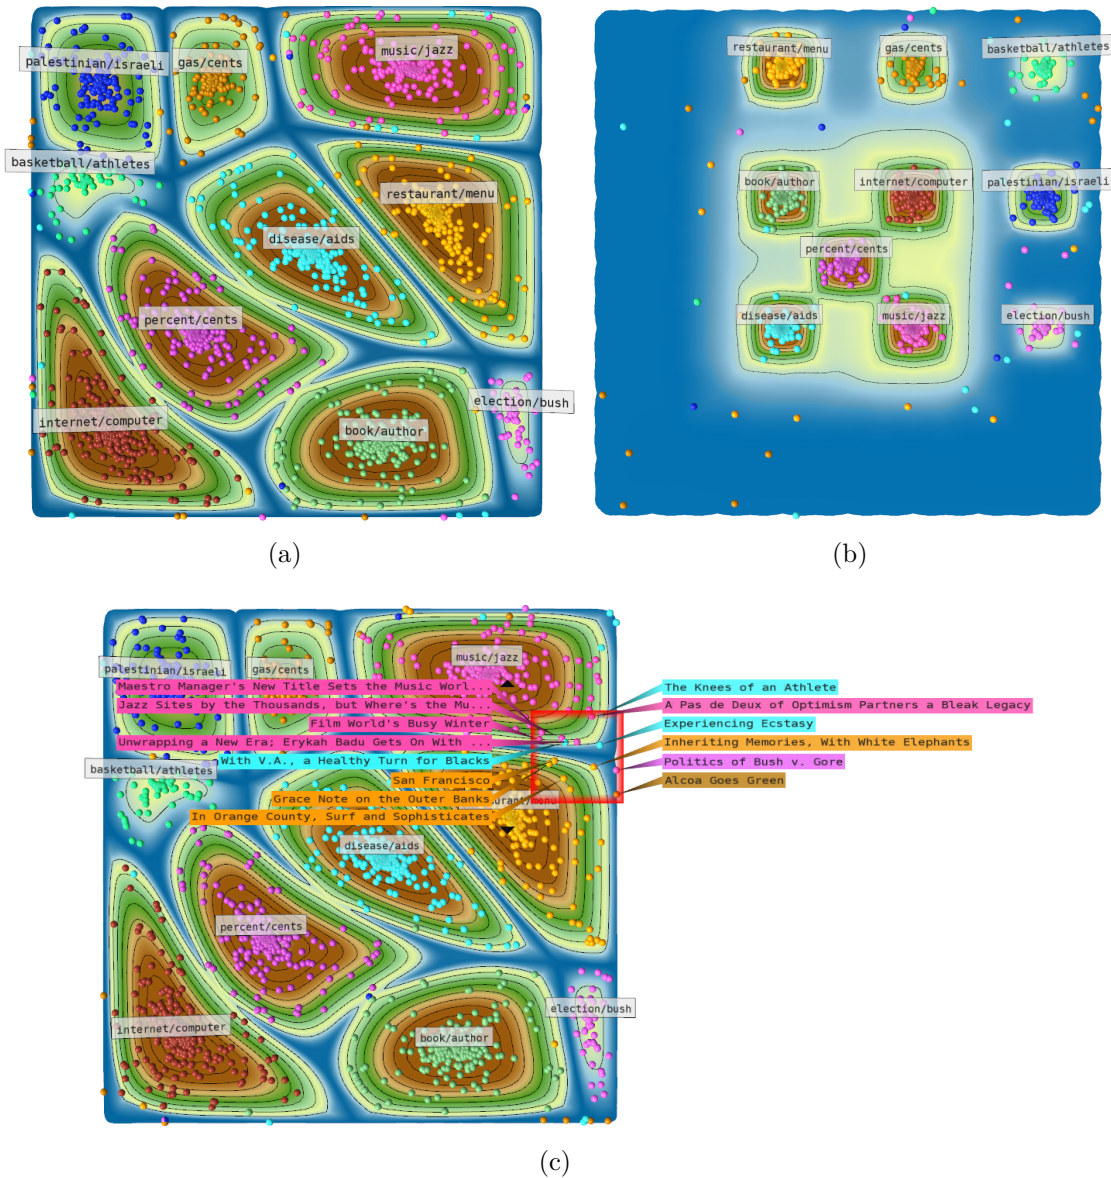 music/jazz
palestinian/israeli
gas/cents
basketball/athletes
restaurant/menu
disease/aids
percent/cents
internet/computer
election/bush
book/author
(a)
restaurant/menu
gas/cents
basketball/athletes
book/author
internet/computer
palestinian/israeli
percent/cents
disease/aids
music/jazz
election/bush
(b)
music/jazz
palestinian/israeli
gas/cents
Maestro Manager's New Title Sets the Music Worl...
The Knees of an Athlete
Jazz Sites by the Thousands, but Where's the Mu...
A Pas de Deux of Optimism Partners a Bleak Legacy
Film World's Busy Winter
Experiencing Ecstasy
Unwrapping a New Era; Erykah Badu Gets On With ...
Inheriting Memories, With White Elephants
With V.A., a Healthy Turn for Blacks
Politics of Bush v. Gore
basketball/athletes
San Francisco
Alcoa Goes Green
Grace Note on the Outer Banks
urant/menu
In Orange County, Surf and Sophisticates
disease/aids
percent/cents
election/bush
internet/computer
book/author
(c)